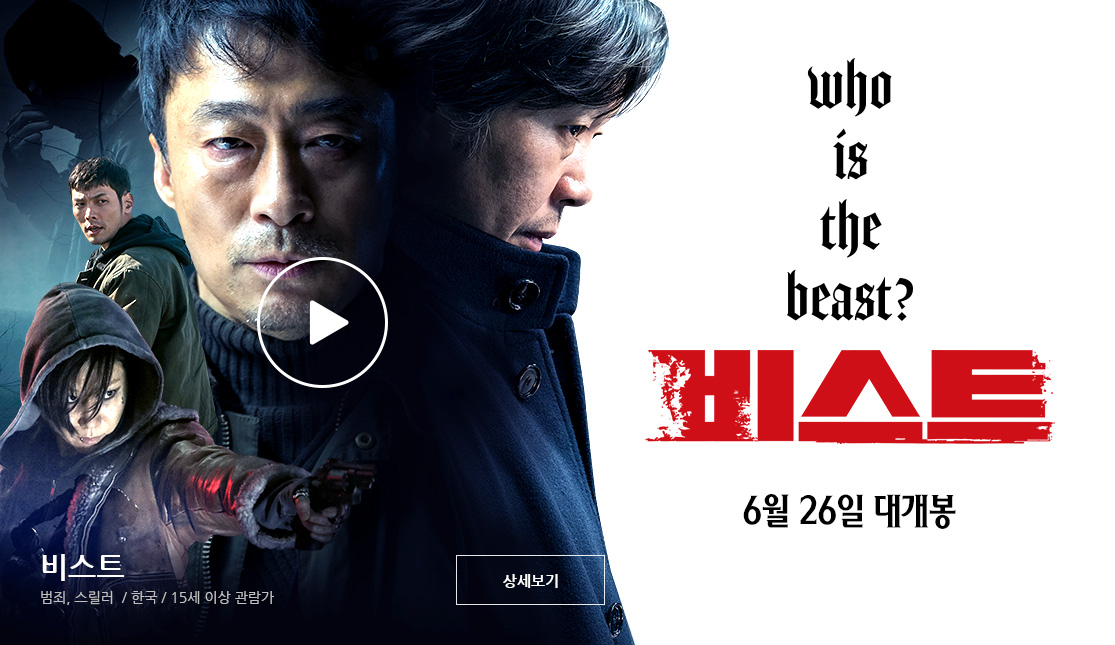 who
is
the
beast?
비스트
6월 26일 대개봉
비스트
범죄, 스릴러 / 한국 / 15세 이상 관람가
상세보기